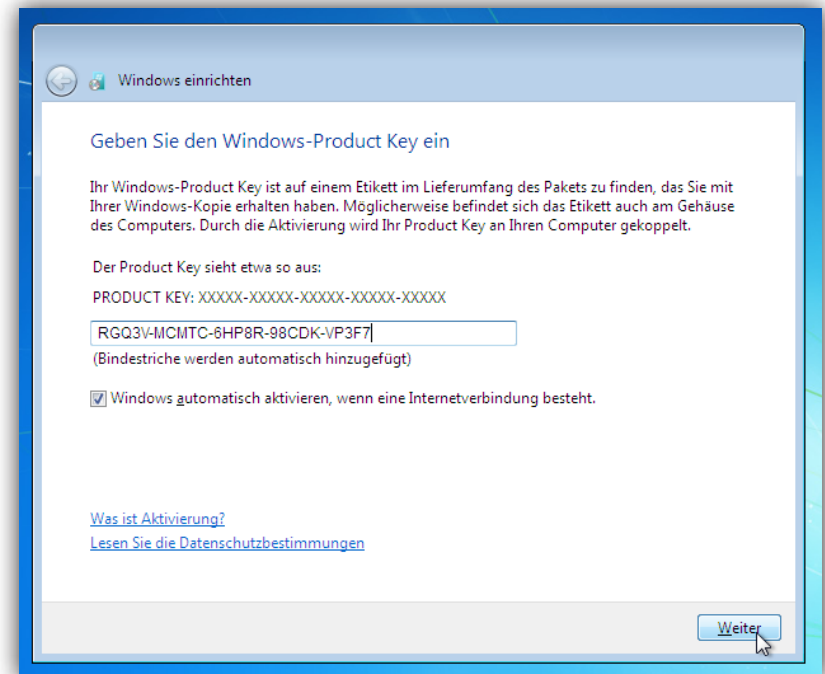 Windows einrichten
Geben Sie den Windows-Product Key ein
Ihr Windows-Product Key ist auf einem Etikett im Lieferumfang des Pakets zu finden, das Sie mit
Ihrer Windows-Kopie erhalten haben. Möglicherweise befindet sich das Etikett auch am Gehäuse
des Computers. Durch die Aktivierung wird Ihr Product Key an Ihren Computer gekoppelt.
Der Product Key sieht etwa so aus:
PRODUCT KEY: XXXXX-XXXXX-XXXXX-XXXXX-XXXXX
RGQ3V-MCMTC-6HP8R-98CDK-VP3F7
(Bindestriche werden automatisch hinzugefügt)
Windows automatisch aktivieren, wenn eine Internetverbindung besteht.
Was ist Aktivierung?
Lesen Sie die Datenschutzbestimmungen
Weiter